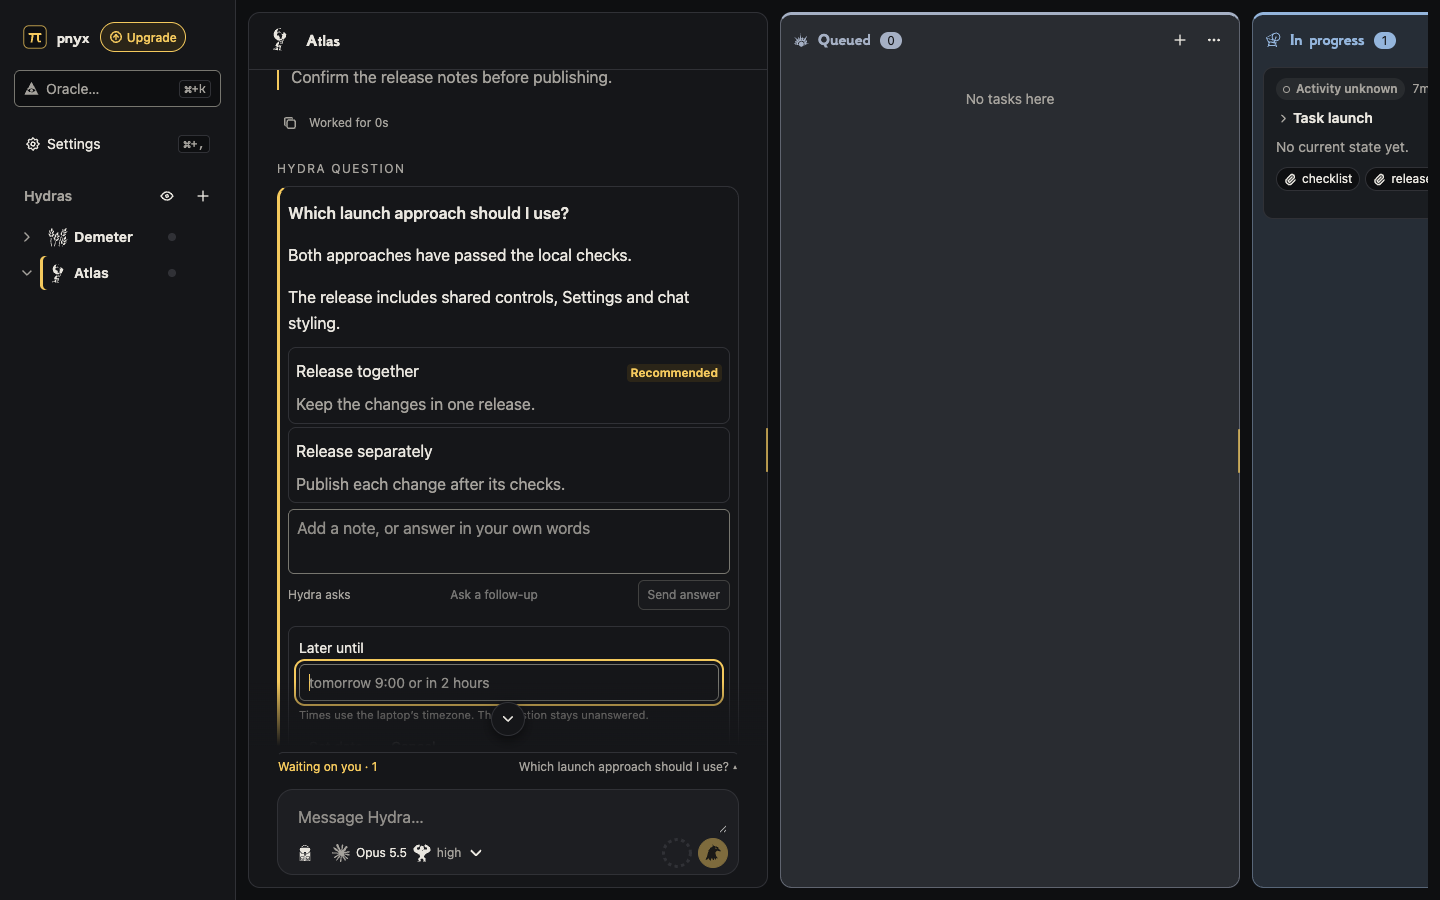 pnyx
Upgrade
Oracle...
⌘+k
Settings
⌘+,
Hydras
Demeter
Atlas
Atlas
Confirm the release notes before publishing.
Worked for 0s
HYDRA QUESTION
Which launch approach should I use?
Both approaches have passed the local checks.
The release includes shared controls, Settings and chat
styling.
Release together
Recommended
Keep the changes in one release.
Release separately
Publish each change after its checks.
Add a note, or answer in your own words
Hydra asks
Ask a follow-up
Send answer
Later until
tomorrow 9:00 or in 2 hours
Times use the laptop's timezone. Th stion stays unanswered.
Waiting on you · 1
Which launch approach should I use?
Message Hydra...
Opus 5.5
high
Queued 0
No tasks here
In progress 1
Activity unknown 7m
Task launch
No current state yet.
checklist
release